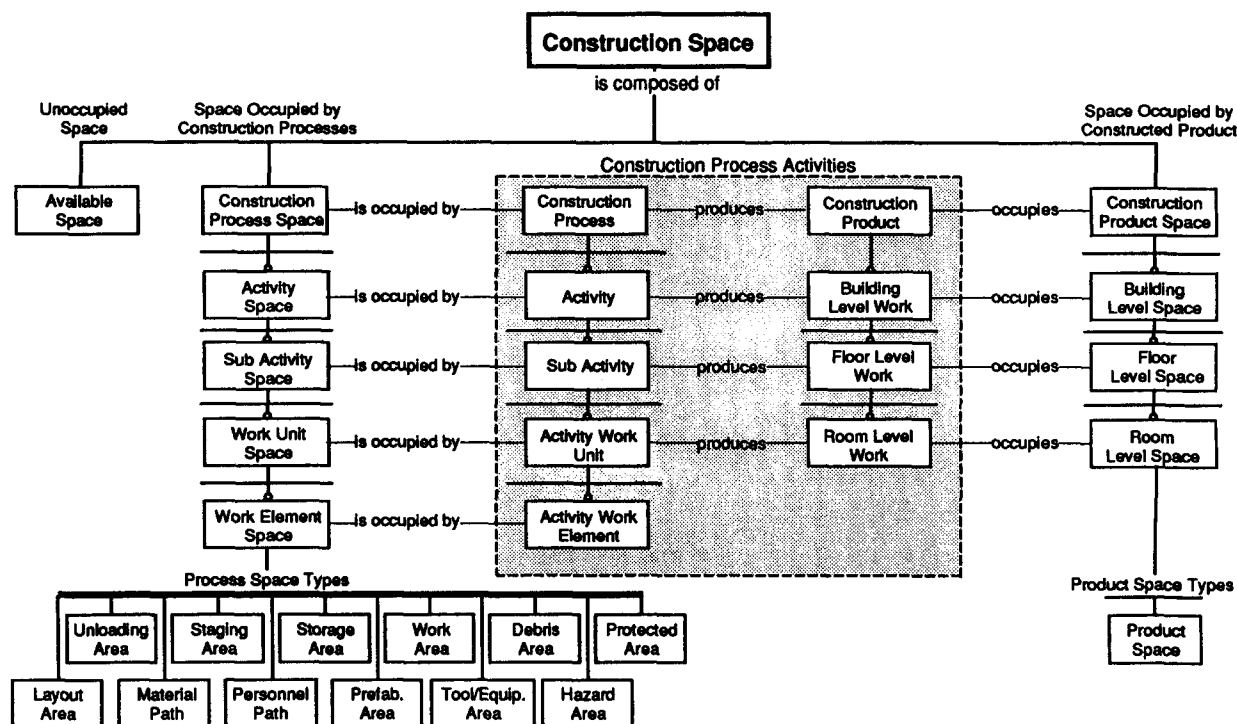 Construction Space
is composed of
Unoccupied
Space
Space Occupied by
Construction Processes
Space Occupied by
Constructed Product
Construction Process Activities
Available
Space
Construction
Process Space
is occupied by
Construction
Process
produces
Construction
Product
occupies
Construction
Product Space
Activity
Space
is occupied by
Activity
produces
Building
Level Work
occupies
Building
Level Space
Sub Activity
Space
is occupied by
Sub Activity
produces
Floor Level
Work
occupies
Floor
Level Space
Work Unit
Space
is occupied by
Activity Work
Unit
produces
Room Level
Work
occupies
Room
Level Space
Work Element
Space
is occupied by
Activity Work
Element
Process Space Types
Product Space Types
Unloading
Area
Staging
Area
Storage
Area
Work
Area
Debris
Area
Protected
Area
Product
Space
Layout
Area
Material
Path
Personnel
Path
Prefab.
Area
Tool/Equip.
Area
Hazard
Area